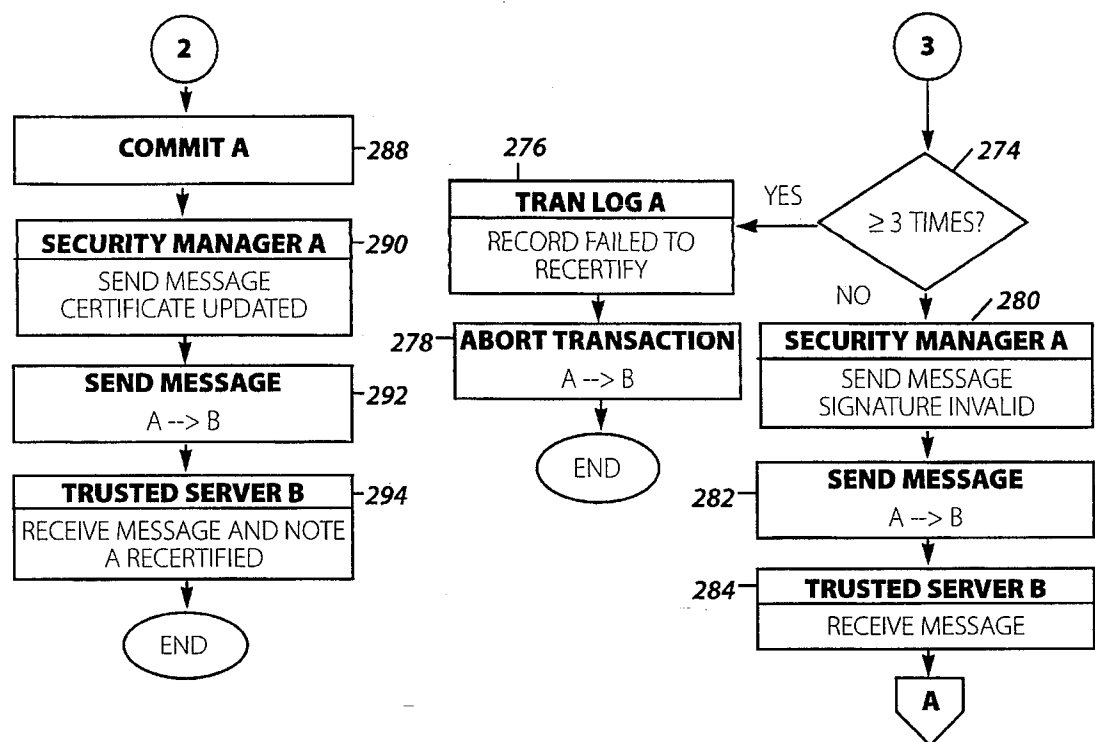 2
COMMIT A
288
SECURITY MANAGER A
290
SEND MESSAGE
CERTIFICATE UPDATED
SEND MESSAGE
292
A --> B
TRUSTED SERVER B
294
RECEIVE MESSAGE AND NOTE
A RECERTIFIED
END
3
274
≥ 3 TIMES?
YES
276
TRAN LOG A
RECORD FAILED TO
RECERTIFY
278
ABORT TRANSACTION
A --> B
END
NO
280
SECURITY MANAGER A
SEND MESSAGE
SIGNATURE INVALID
282
SEND MESSAGE
A --> B
284
TRUSTED SERVER B
RECEIVE MESSAGE
A